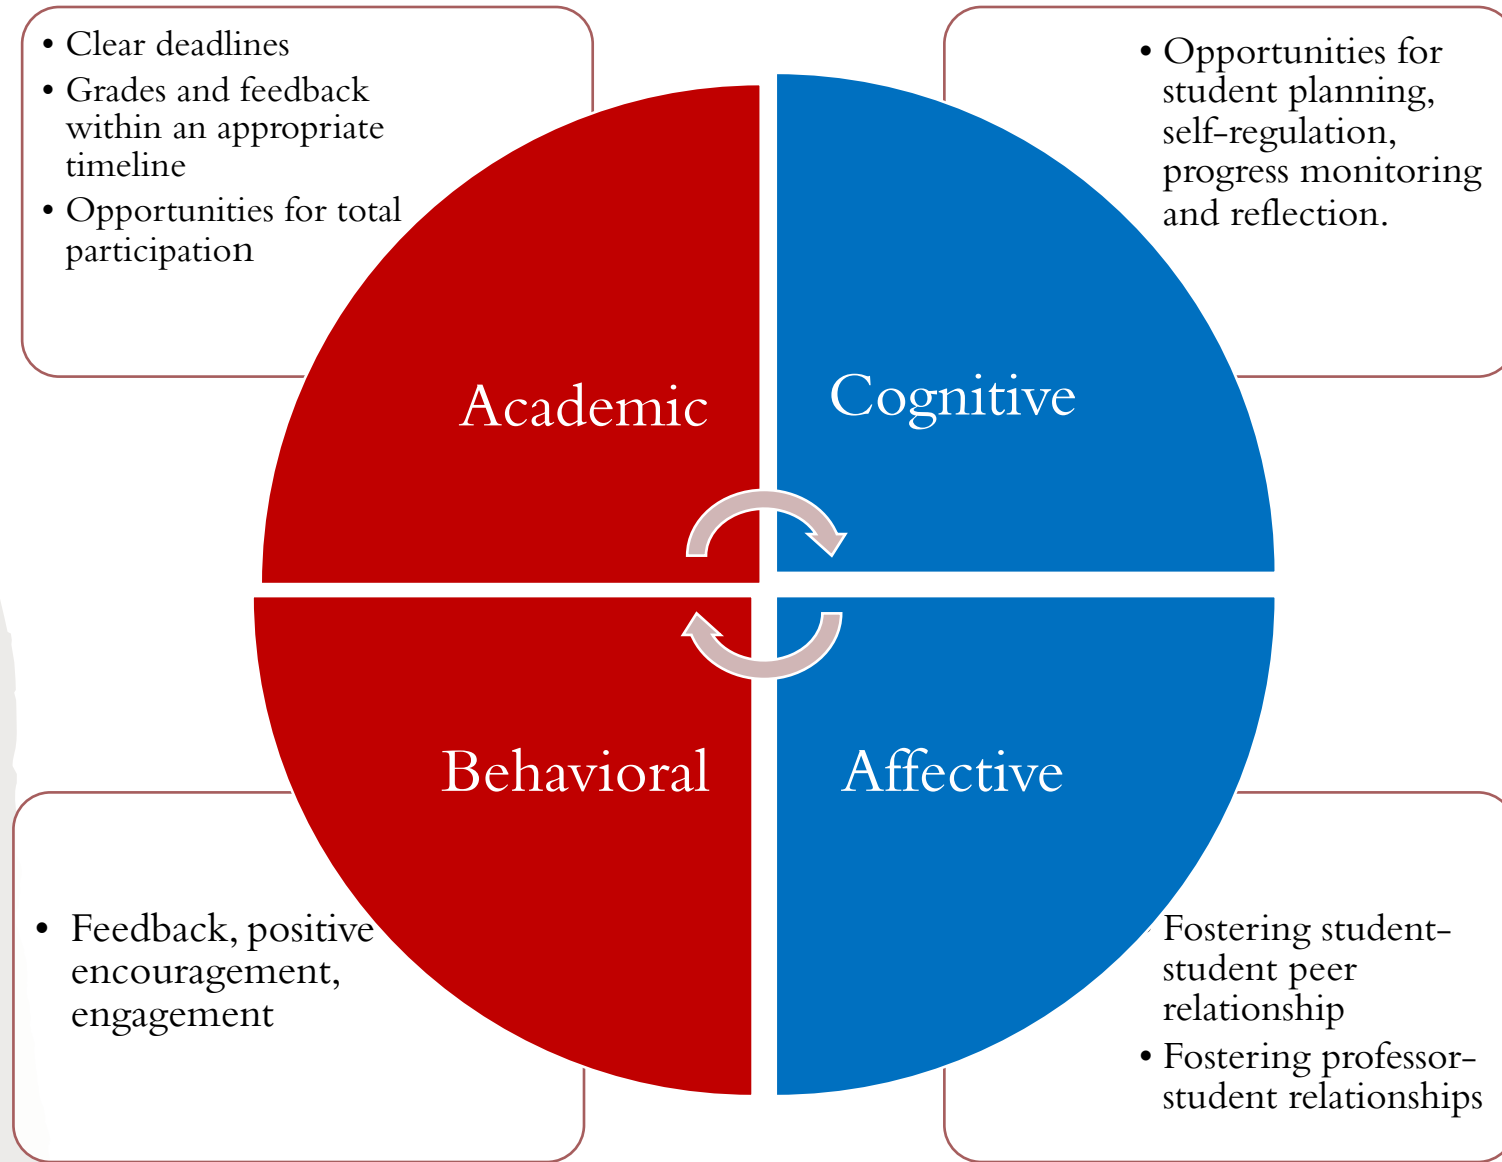 • Clear deadlines
• Grades and feedback
within an appropriate
timeline
• Opportunities for total
participation
• Opportunities for
student planning,
self-regulation,
progress monitoring
and reflection.
Academic
Cognitive
Behavioral
Affective
• Feedback, positive
encouragement,
engagement
Fostering student-
student peer
relationship
• Fostering professor-
student relationships